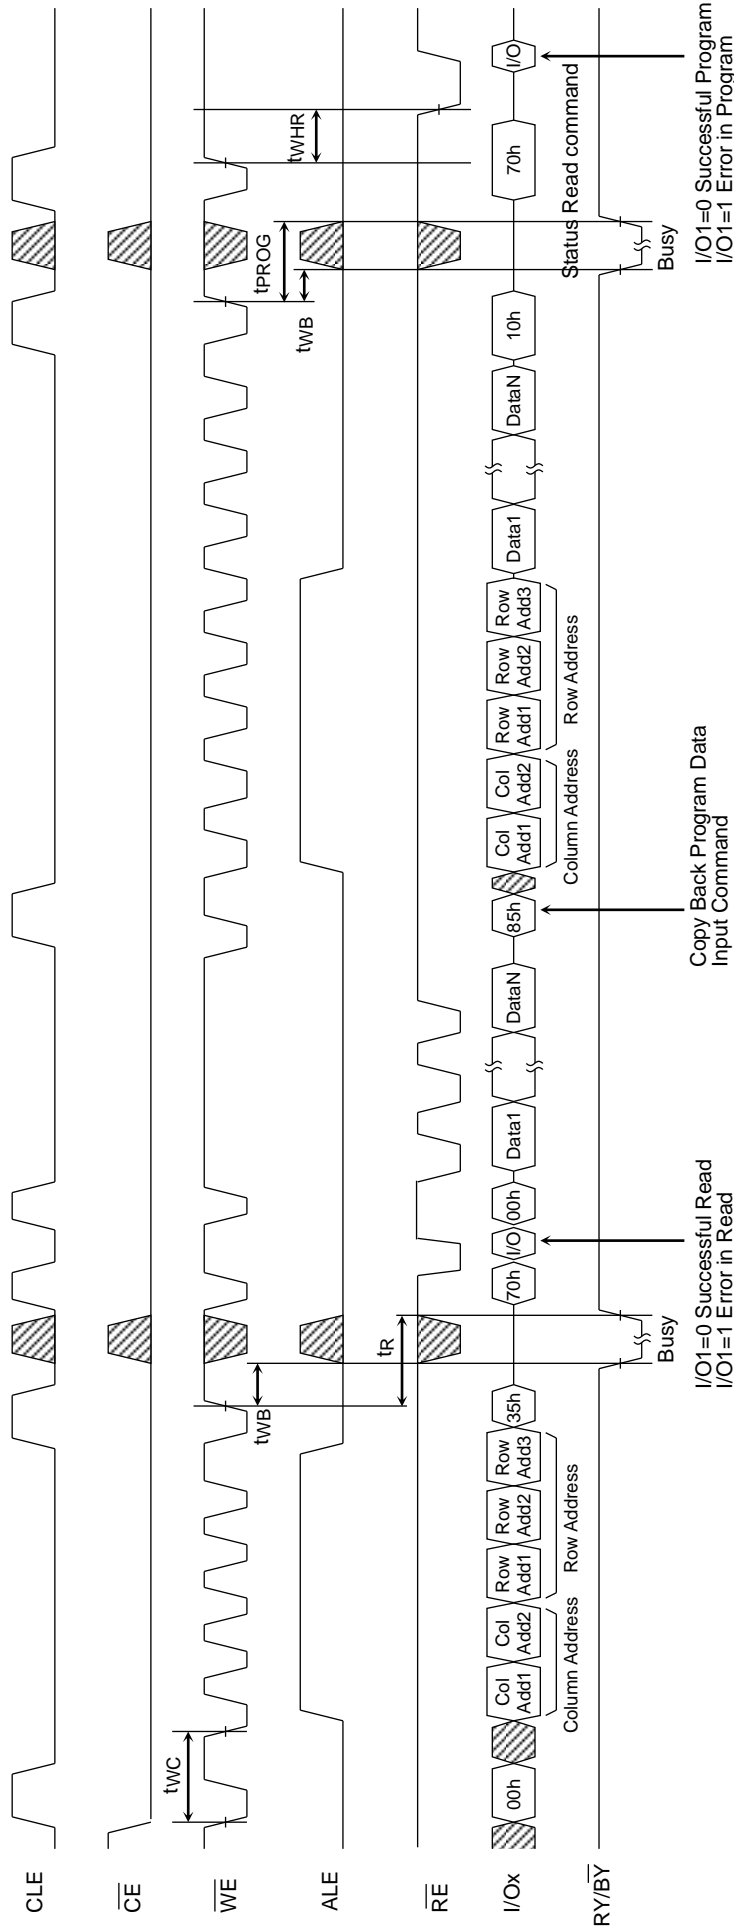 CLE
CE
WE
tWC
tWB
tWB
tPROG
tWHR
ALE
RE
tR
I/Ox
00h
Col Add1
Col Add2
Row Add1
Row Add2
Row Add3
35h
70h
I/O
00h
Data1
DataN
85h
Col Add1
Col Add2
Row Add1
Row Add2
Row Add3
Data1
DataN
10h
70h
I/O
Column Address
Row Address
Column Address
Row Address
Status Read command
RY/BY
Busy
Busy
I/O1=0 Successful Read
I/O1=1 Error in Read
Copy Back Program Data
Input Command
I/O1=0 Successful Program
I/O1=1 Error in Program